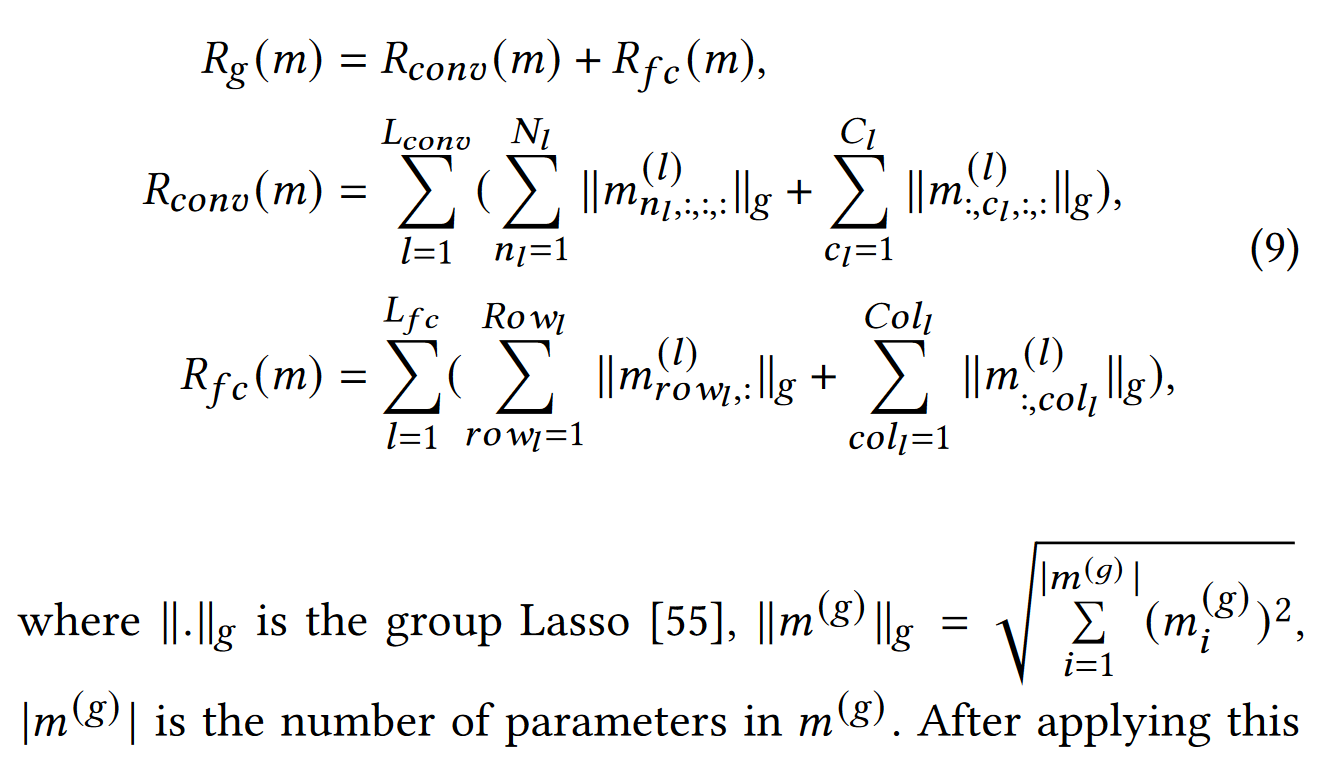 R_g(m) = R_{conv}(m) + R_{fc}(m),
R_{conv}(m) = \sum_{l=1}^{L_{conv}} ( \sum_{n_l=1}^{N_l} \|m^{(l)}_{n_l,:,:,:}\|_g + \sum_{c_l=1}^{C_l} \|m^{(l)}_{:,c_l,:,:}\|_g),
(9)
R_{fc}(m) = \sum_{l=1}^{L_{fc}} ( \sum_{row_l=1}^{Row_l} \|m^{(l)}_{row_l,:}\|_g + \sum_{col_l=1}^{Col_l} \|m^{(l)}_{:,col_l}\|_g),
where \|.\|_g is the group Lasso [55], \|m^{(g)}\|_g = \sqrt{\sum_{i=1}^{|m^{(g)}|} (m_i^{(g)})^2},
|m^{(g)}| is the number of parameters in m^{(g)}. After applying this